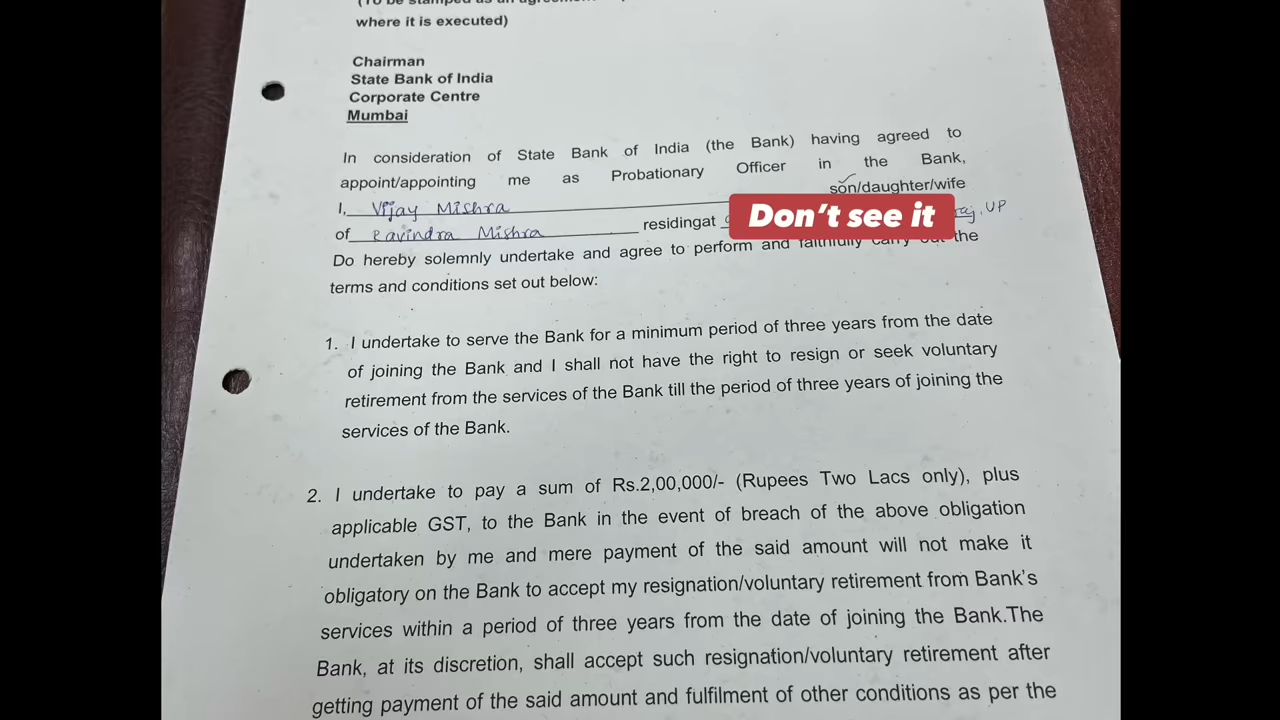 (To be stamped as an agreement
where it is executed)
Chairman
State Bank of India
Corporate Centre
Mumbai
In consideration of State Bank of India (the Bank) having agreed to
appoint/appointing me as Probationary Officer in the Bank,
I, Vijay Mishra son/daughter/wife
of Ravindra Mishra residingat Don't see it raj, UP
Do hereby solemnly undertake and agree to perform and faithfully carry out the
terms and conditions set out below:
1. I undertake to serve the Bank for a minimum period of three years from the date
of joining the Bank and I shall not have the right to resign or seek voluntary
retirement from the services of the Bank till the period of three years of joining the
services of the Bank.
2. I undertake to pay a sum of Rs.2,00,000/- (Rupees Two Lacs only), plus
applicable GST, to the Bank in the event of breach of the above obligation
undertaken by me and mere payment of the said amount will not make it
obligatory on the Bank to accept my resignation/voluntary retirement from Bank's
services within a period of three years from the date of joining the Bank.The
Bank, at its discretion, shall accept such resignation/voluntary retirement after
getting payment of the said amount and fulfilment of other conditions as per the